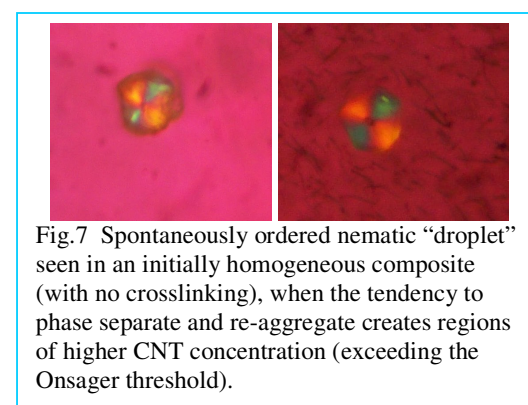 Fig.7 Spontaneously ordered nematic “droplet”
seen in an initially homogeneous composite
(with no crosslinking), when the tendency to
phase separate and re-aggregate creates regions
of higher CNT concentration (exceeding the
Onsager threshold).